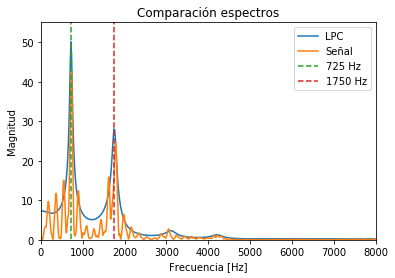 Comparación espectros
LPC
Señal
725 Hz
1750 Hz
Magnitud
50
40
30
20
10
0
0 1000 2000 3000 4000 5000 6000 7000 8000
Frecuencia [Hz]